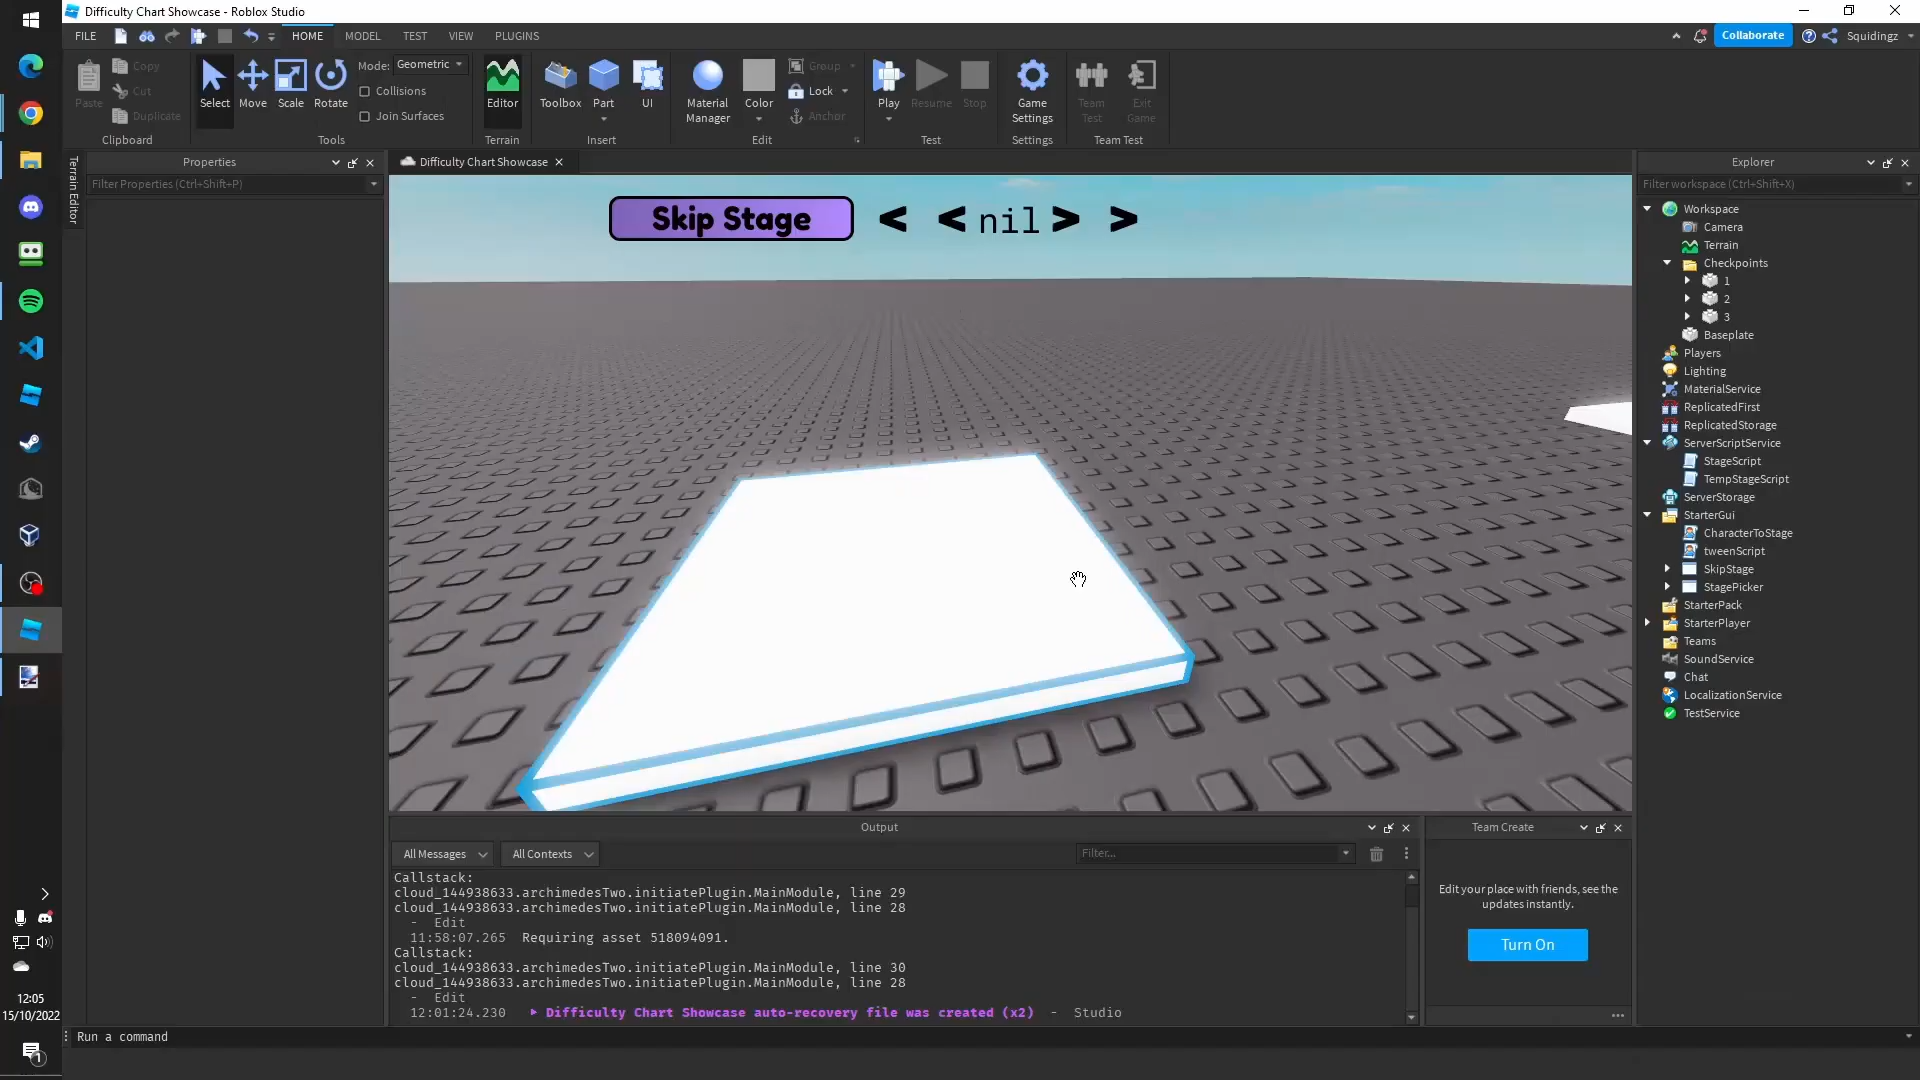 Difficulty Chart Showcase - Roblox Studio
FILE
HOME
MODEL
TEST
VIEW
PLUGINS
Collaborate
Squidingz
Paste
Copy
Cut
Duplicate
Clipboard
Select
Move
Scale
Rotate
Mode: Geometric
Collisions
Join Surfaces
Tools
Editor
Terrain
Toolbox
Part
UI
Insert
Material Manager
Color
Group
Lock
Anchor
Edit
Play
Resume
Stop
Test
Game Settings
Settings
Team Test
Exit Game
Team Test
Terrain Editor
Properties
Filter Properties (Ctrl+Shift+P)
Difficulty Chart Showcase
Skip Stage < < nil > >
Explorer
Filter workspace (Ctrl+Shift+X)
Workspace
Camera
Terrain
Checkpoints
1
2
3
Baseplate
Players
Lighting
MaterialService
ReplicatedFirst
ReplicatedStorage
ServerScriptService
StageScript
TempStageScript
ServerStorage
StarterGui
CharacterToStage
tweenScript
SkipStage
StagePicker
StarterPack
StarterPlayer
Teams
SoundService
Chat
LocalizationService
TestService
Output
All Messages
All Contexts
Filter...
Callstack:
cloud_144938633.archimedesTwo.initiatePlugin.MainModule, line 29
cloud_144938633.archimedesTwo.initiatePlugin.MainModule, line 28
- Edit
11:58:07.265 Requiring asset 518094091.
Callstack:
cloud_144938633.archimedesTwo.initiatePlugin.MainModule, line 30
cloud_144938633.archimedesTwo.initiatePlugin.MainModule, line 28
- Edit
12:01:24.230 Difficulty Chart Showcase auto-recovery file was created (x2) - Studio
Team Create
Edit your place with friends, see the
updates instantly.
Turn On
Run a command
12:05
15/10/2022
1